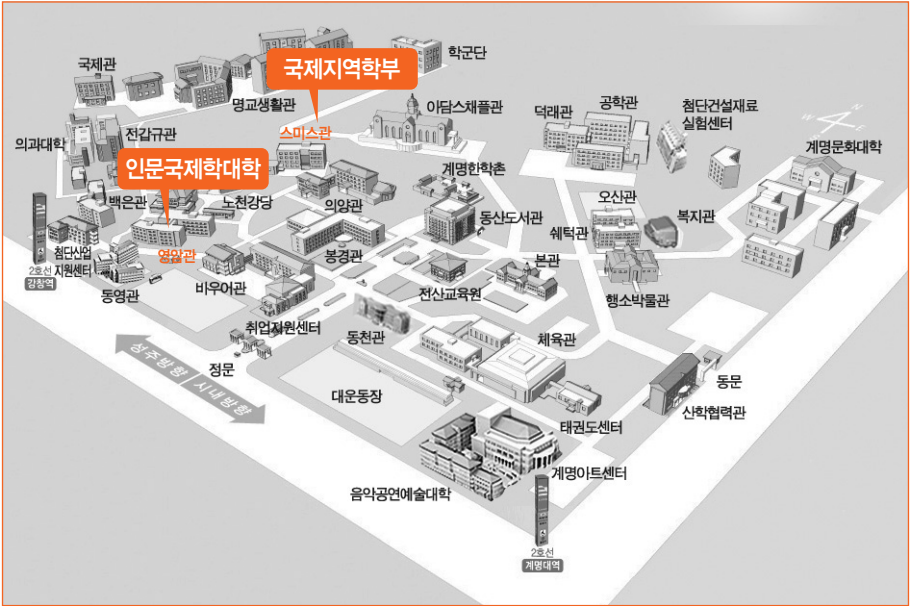 국제관
학군단
국제지역학부
명교생활관
아담스채플관
공학관
덕래관
첨단건설재료
실험센터
스미스관
의과대학
전갑규관
계명문화대학
인문국제학대학
계명한학촌
백은관
노천강당
의양관
동산도서관
오산관
복지관
쉐턱관
영암관
봉경관
본관
첨단산업
지원센터
2호선
강창역
동영관
바우어관
전산교육원
행소박물관
취업지원센터
동천관
체육관
정문
성주방향
시내방향
대운동장
동문
산학협력관
태권도센터
계명아트센터
음악공연예술대학
2호선
계명대역
N
W
E
S